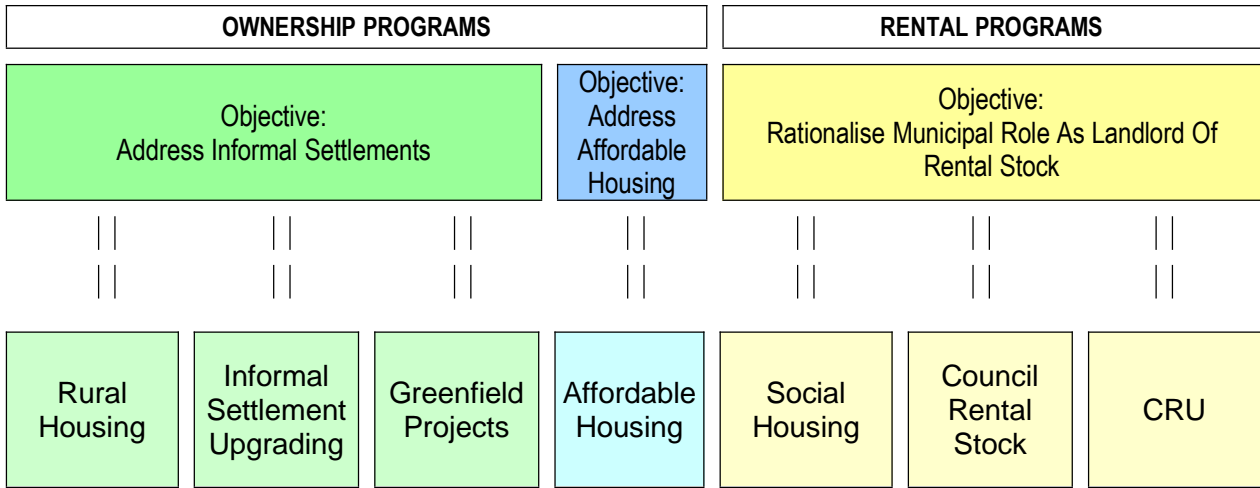 OWNERSHIP PROGRAMS
RENTAL PROGRAMS
Objective:
Address Informal Settlements
Objective:
Address
Affordable
Housing
Objective:
Rationalise Municipal Role As Landlord Of
Rental Stock
Rural
Housing
Informal
Settlement
Upgrading
Greenfield
Projects
Affordable
Housing
Social
Housing
Council
Rental
Stock
CRU